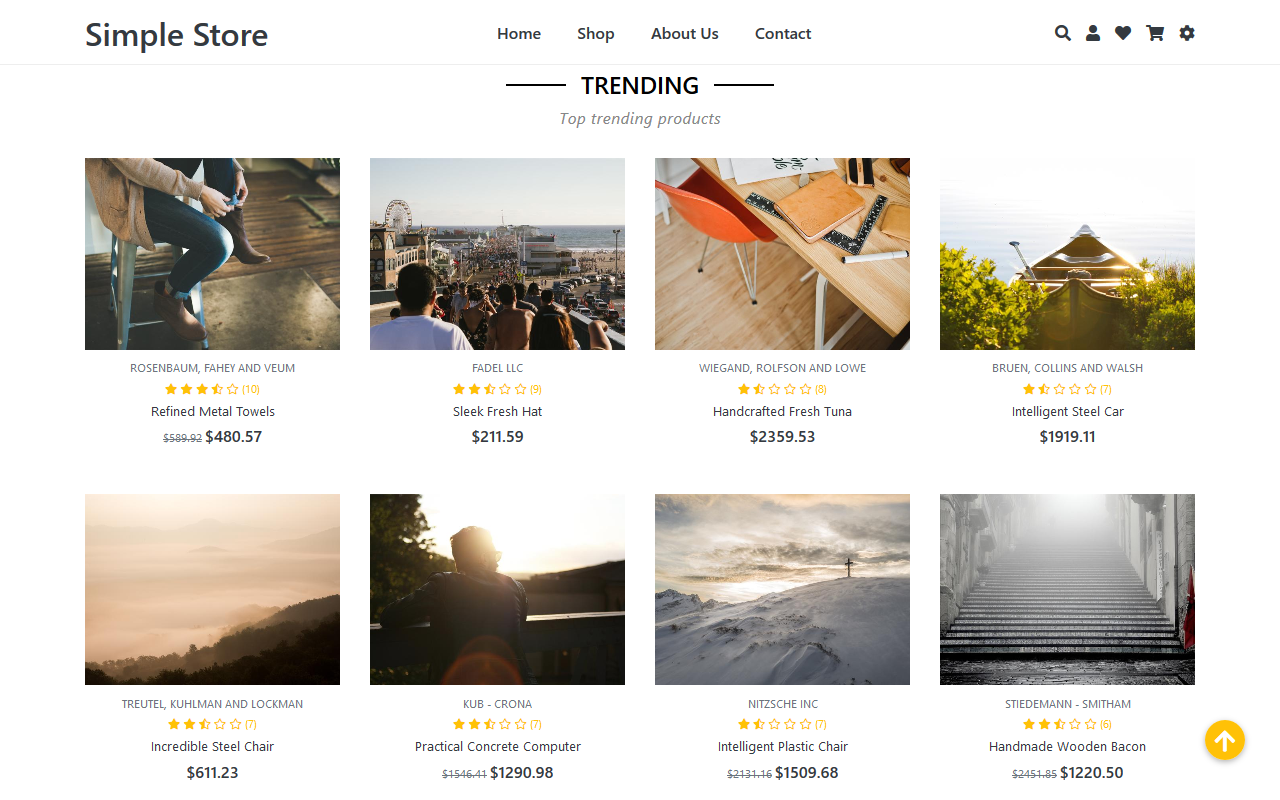 Simple Store
Home Shop About Us Contact
TRENDING
Top trending products
ROSENBAUM, FAHEY AND VEUM
(10)
Refined Metal Towels
$589.92 $480.57
FADEL LLC
(9)
Sleek Fresh Hat
$211.59
WIEGAND, ROLFSON AND LOWE
(8)
Handcrafted Fresh Tuna
$2359.53
BRUEN, COLLINS AND WALSH
(7)
Intelligent Steel Car
$1919.11
TREUTEL, KUHLMAN AND LOCKMAN
(7)
Incredible Steel Chair
$611.23
KUB - CRONA
(7)
Practical Concrete Computer
$1546.41 $1290.98
NITZSCHE INC
(7)
Intelligent Plastic Chair
$2131.16 $1509.68
STIEDEMANN - SMITHAM
(6)
Handmade Wooden Bacon
$2451.85 $1220.50